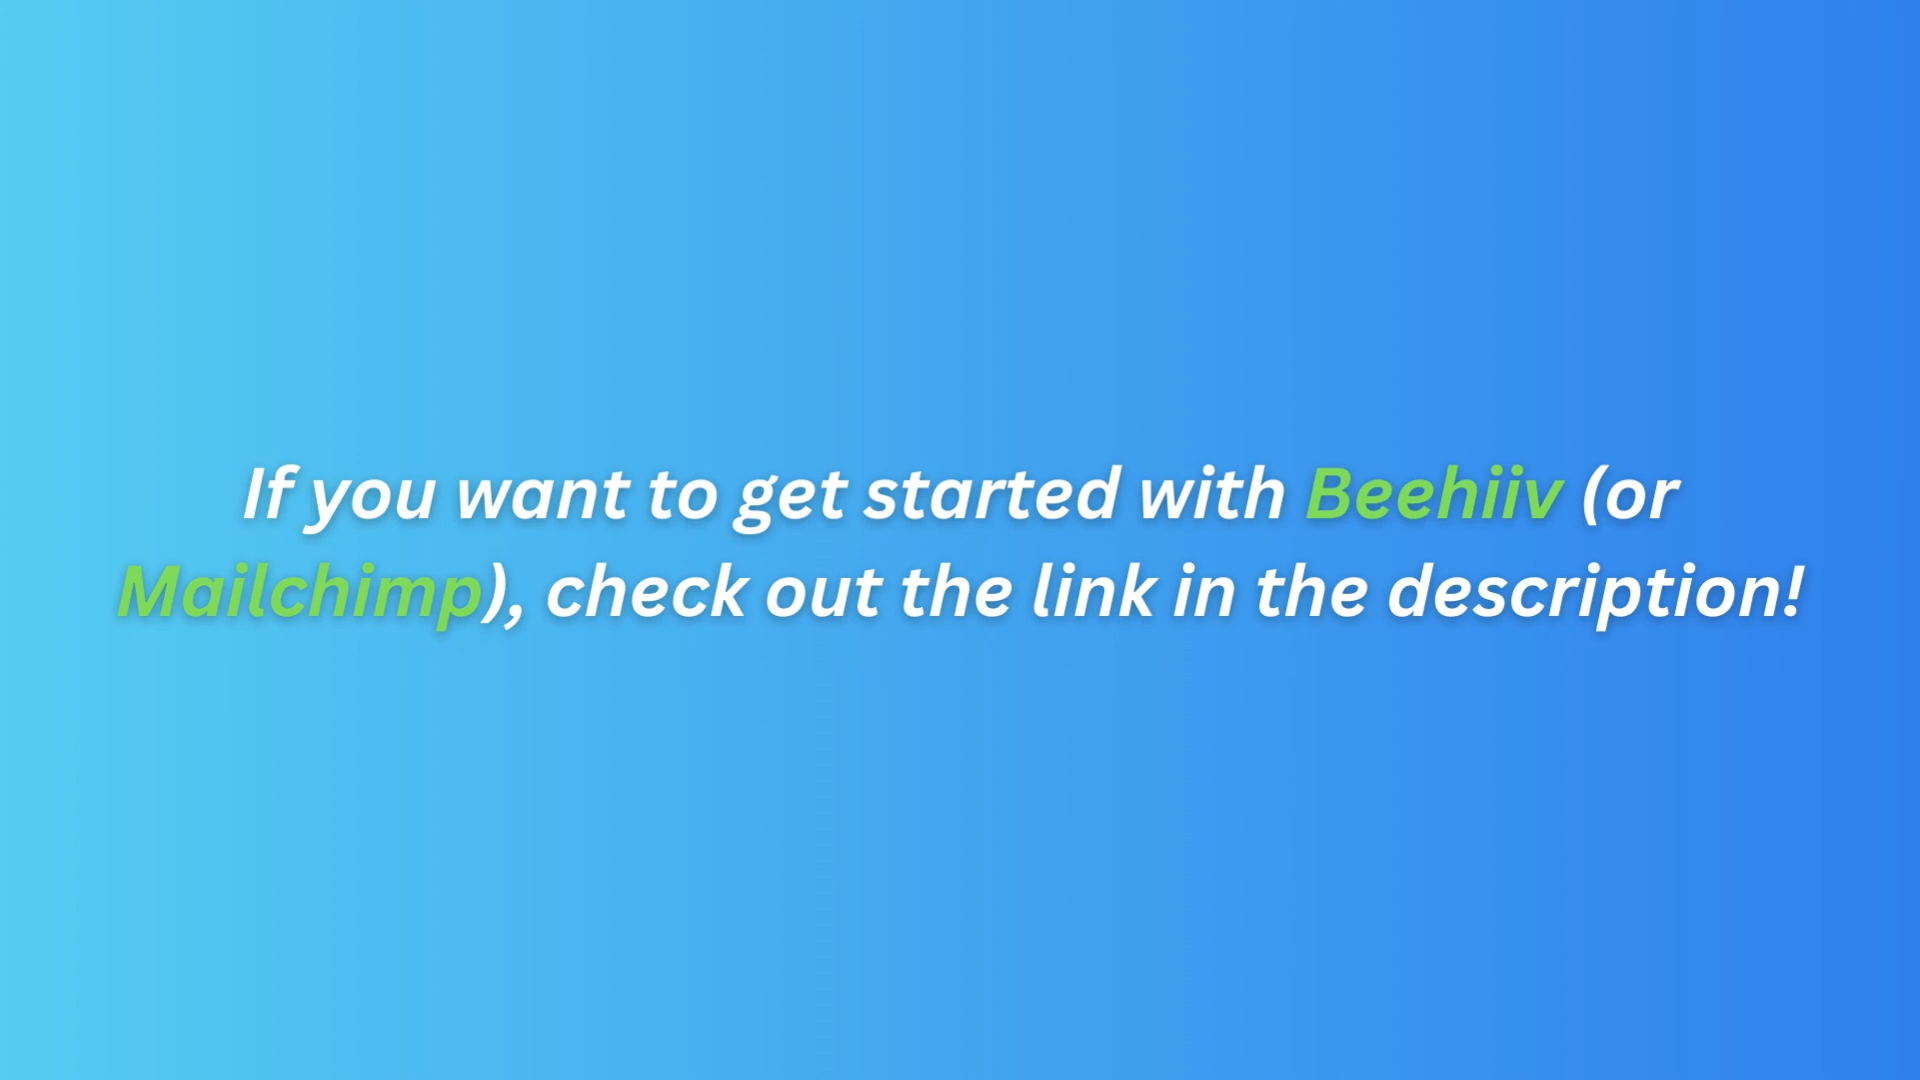 If you want to get started with Beehiiv (or
Mailchimp), check out the link in the description!